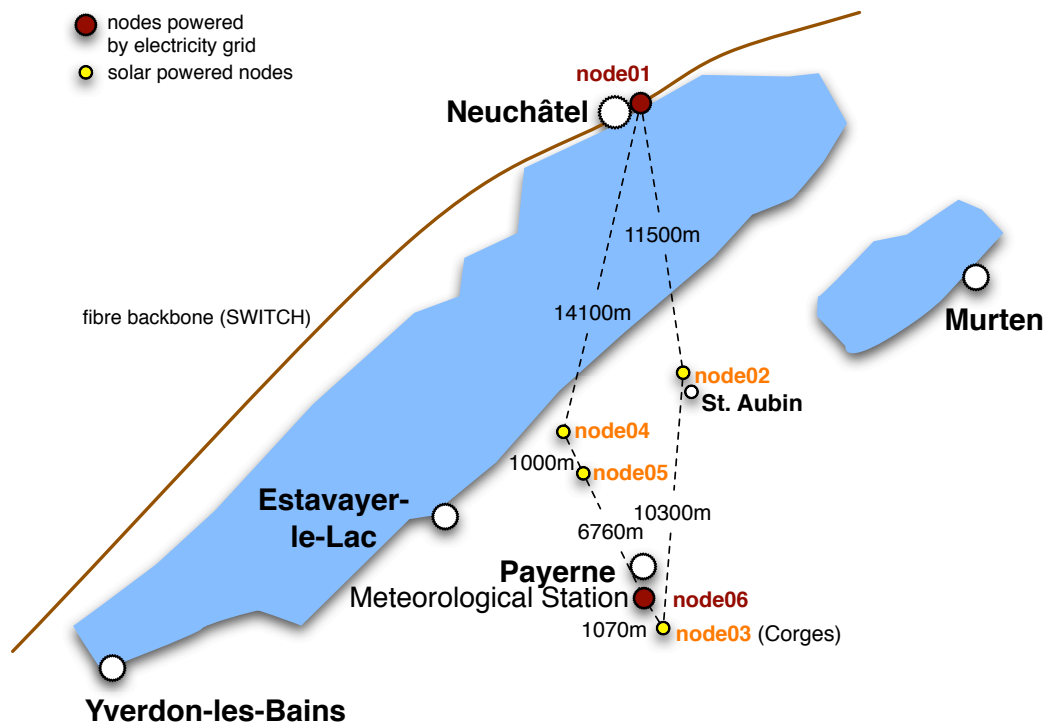 nodes powered
by electricity grid
solar powered nodes
node01
Neuchâtel
11500m
fibre backbone (SWITCH)
14100m
Murten
node02
St. Aubin
node04
1000m
node05
Estavayer-
le-Lac
10300m
6760m
Payerne
Meteorological Station
node06
1070m
node03 (Corges)
Yverdon-les-Bains